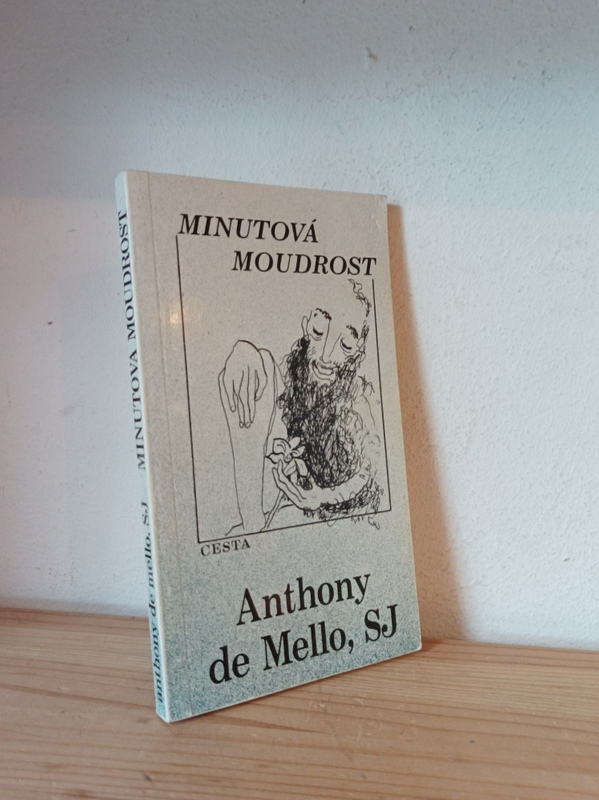 MINUTOVÁ
MOUDROST
CESTA
Anthony
de Mello, SJ
anthony de mello, SJ MINUTOVÁ MOUDROST